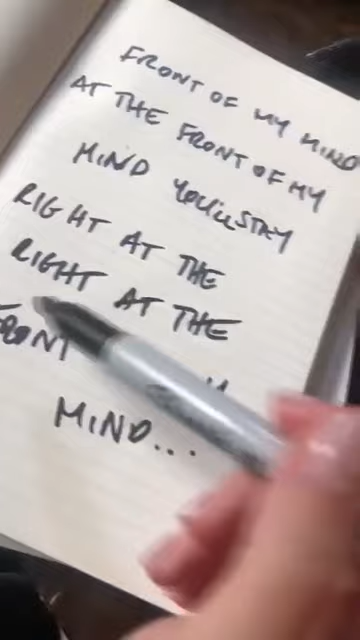 FRONT OF MY MIND
AT THE FRONT OF MY
MIND YOU'LL STAY
RIGHT AT THE
RIGHT AT THE
FRONT
MIND...